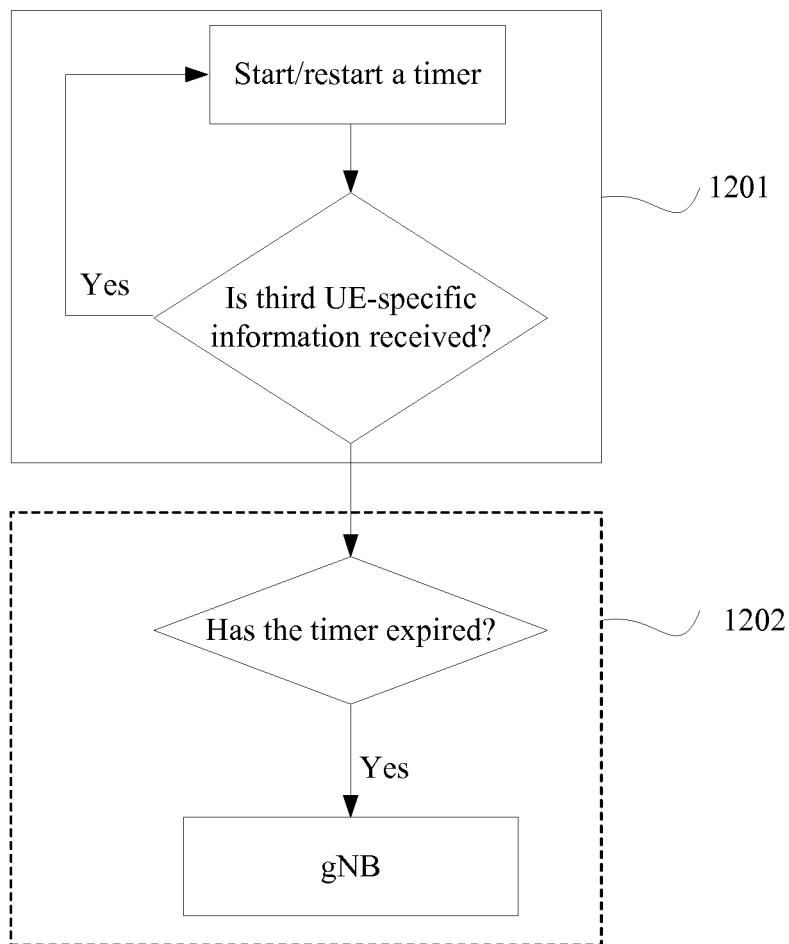 Start/restart a timer
1201
Yes
Is third UE-specific
information received?
Has the timer expired?
1202
Yes
gNB